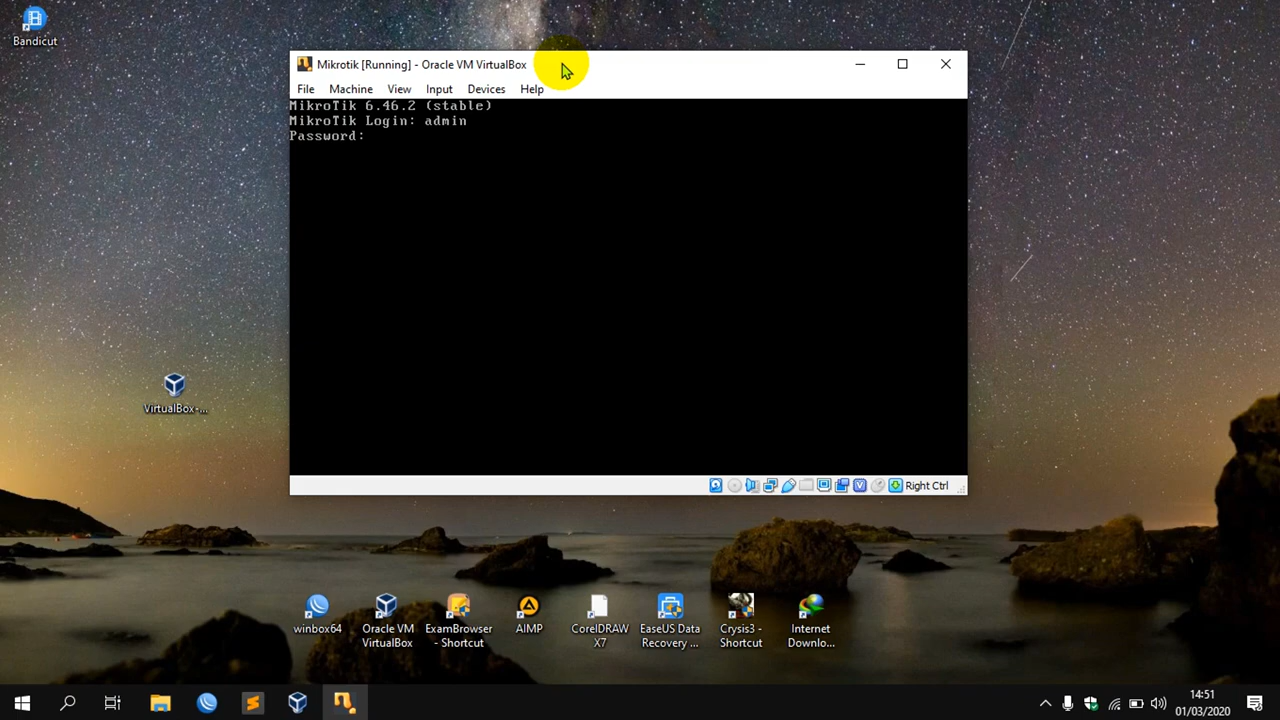 Bandicut
Mikrotik [Running] - Oracle VM VirtualBox
File Machine View Input Devices Help
MikroTik 6.46.2 (stable)
MikroTik Login: admin
Password:
VirtualBox-...
Right Ctrl
winbox64
Oracle VM
VirtualBox
ExamBrowser
- Shortcut
AIMP
CorelDRAW
X7
EaseUS Data
Recovery ...
Crysis3 -
Shortcut
Internet
Downlo...
14:51
01/03/2020